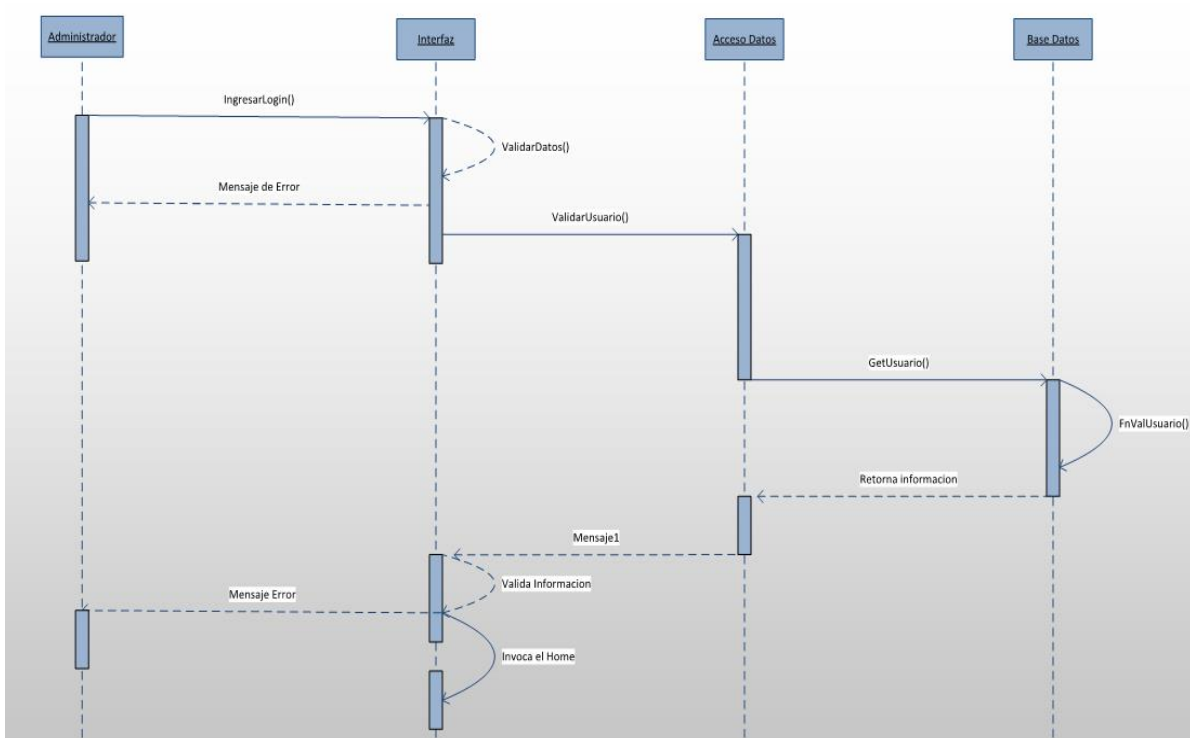 Administrador
Interfaz
Acceso Datos
Base Datos
IngresarLogin()
ValidarDatos()
Mensaje de Error
ValidarUsuario()
GetUsuario()
FnValUsuario()
Retorna informacion
Mensaje1
Valida Informacion
Mensaje Error
Invoca el Home